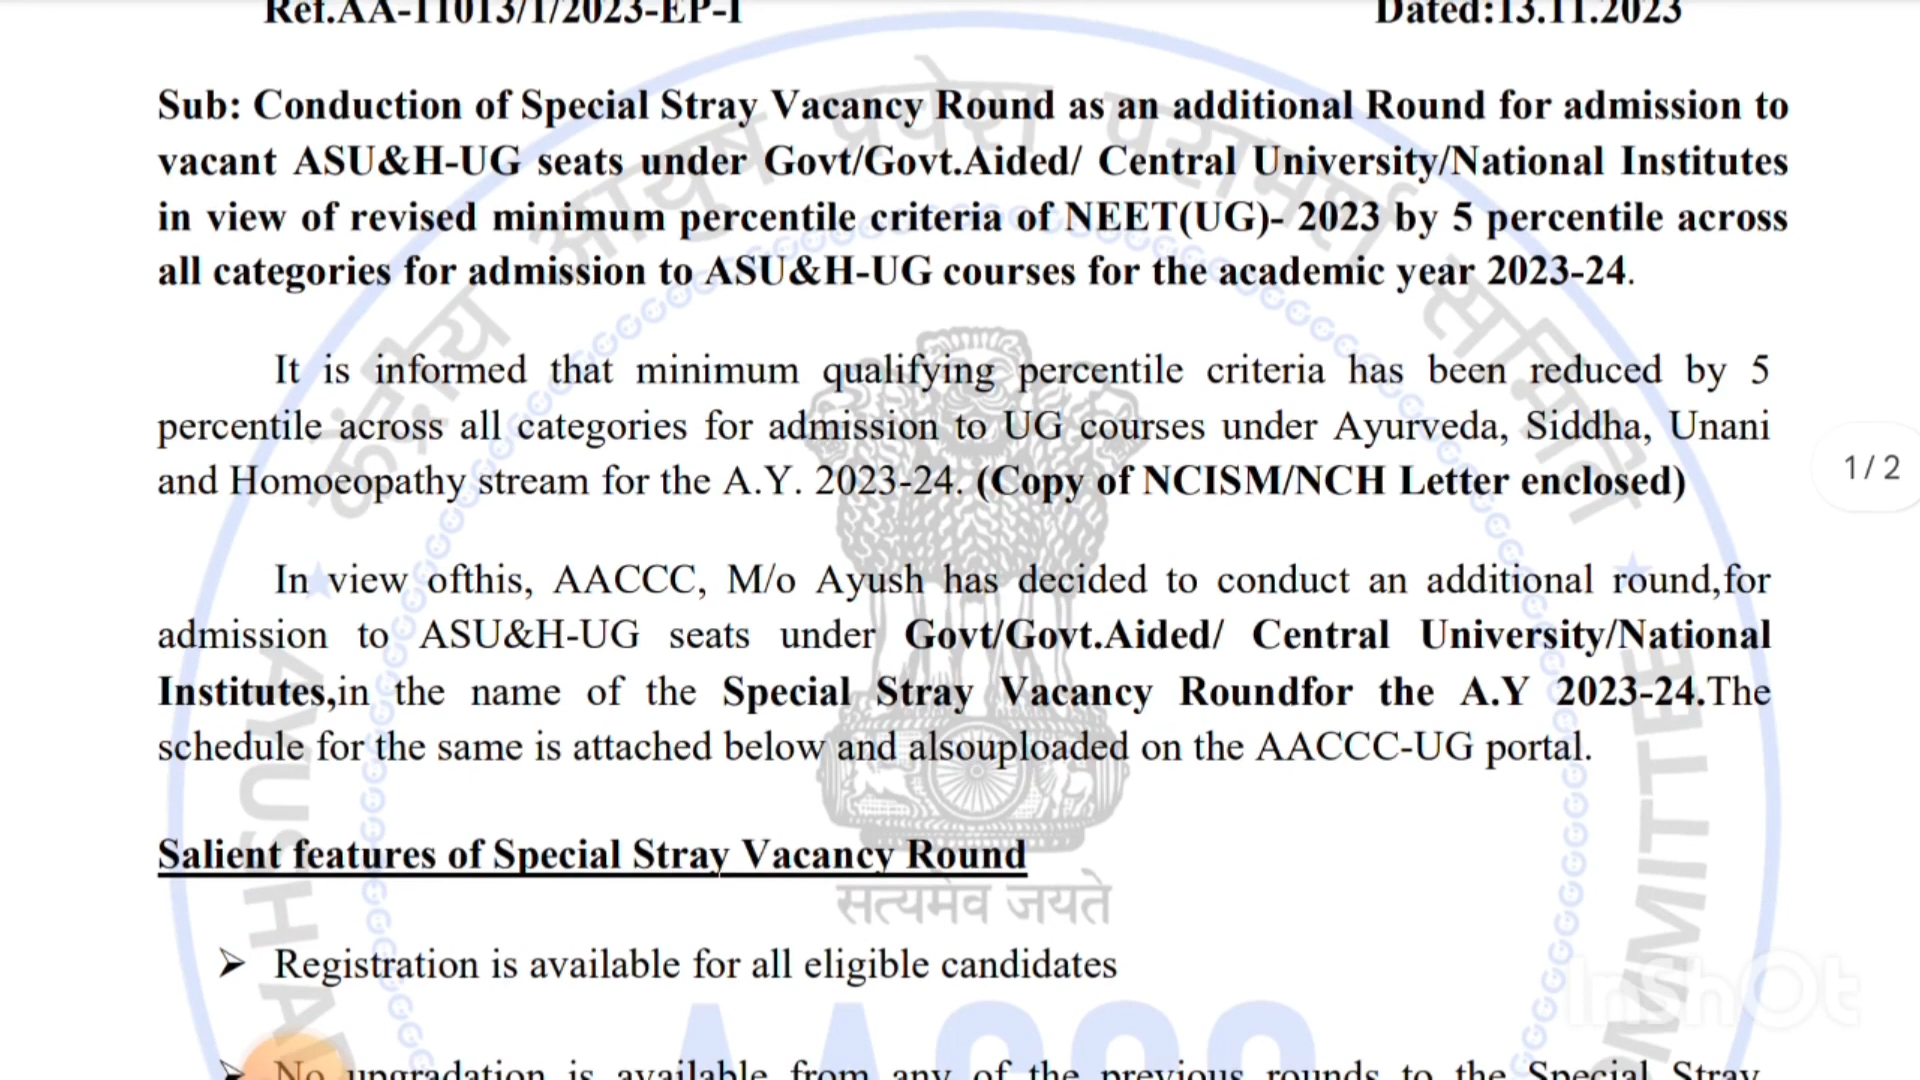 Ref.AA-11013/1/2023-EP-I Dated:13.11.2023
Sub: Conduction of Special Stray Vacancy Round as an additional Round for admission to
vacant ASU&H-UG seats under Govt/Govt.Aided/ Central University/National Institutes
in view of revised minimum percentile criteria of NEET(UG)- 2023 by 5 percentile across
all categories for admission to ASU&H-UG courses for the academic year 2023-24.
It is informed that minimum qualifying percentile criteria has been reduced by 5
percentile across all categories for admission to UG courses under Ayurveda, Siddha, Unani
and Homoeopathy stream for the A.Y. 2023-24. (Copy of NCISM/NCH Letter enclosed)
1/2
In view ofthis, AACCC, M/o Ayush has decided to conduct an additional round,for
admission to ASU&H-UG seats under Govt/Govt.Aided/ Central University/National
Institutes,in the name of the Special Stray Vacancy Roundfor the A.Y 2023-24.The
schedule for the same is attached below and alsouploaded on the AACCC-UG portal.
Salient features of Special Stray Vacancy Round
सत्यमेव जयते
➢ Registration is available for all eligible candidates
➢ No upgradation is available from any of the previous rounds to the Special Stray
केंद्रीय आयुष प्रवेश परामर्श समिति
AYUSH
OMMITTEE
AACCC
InShOt